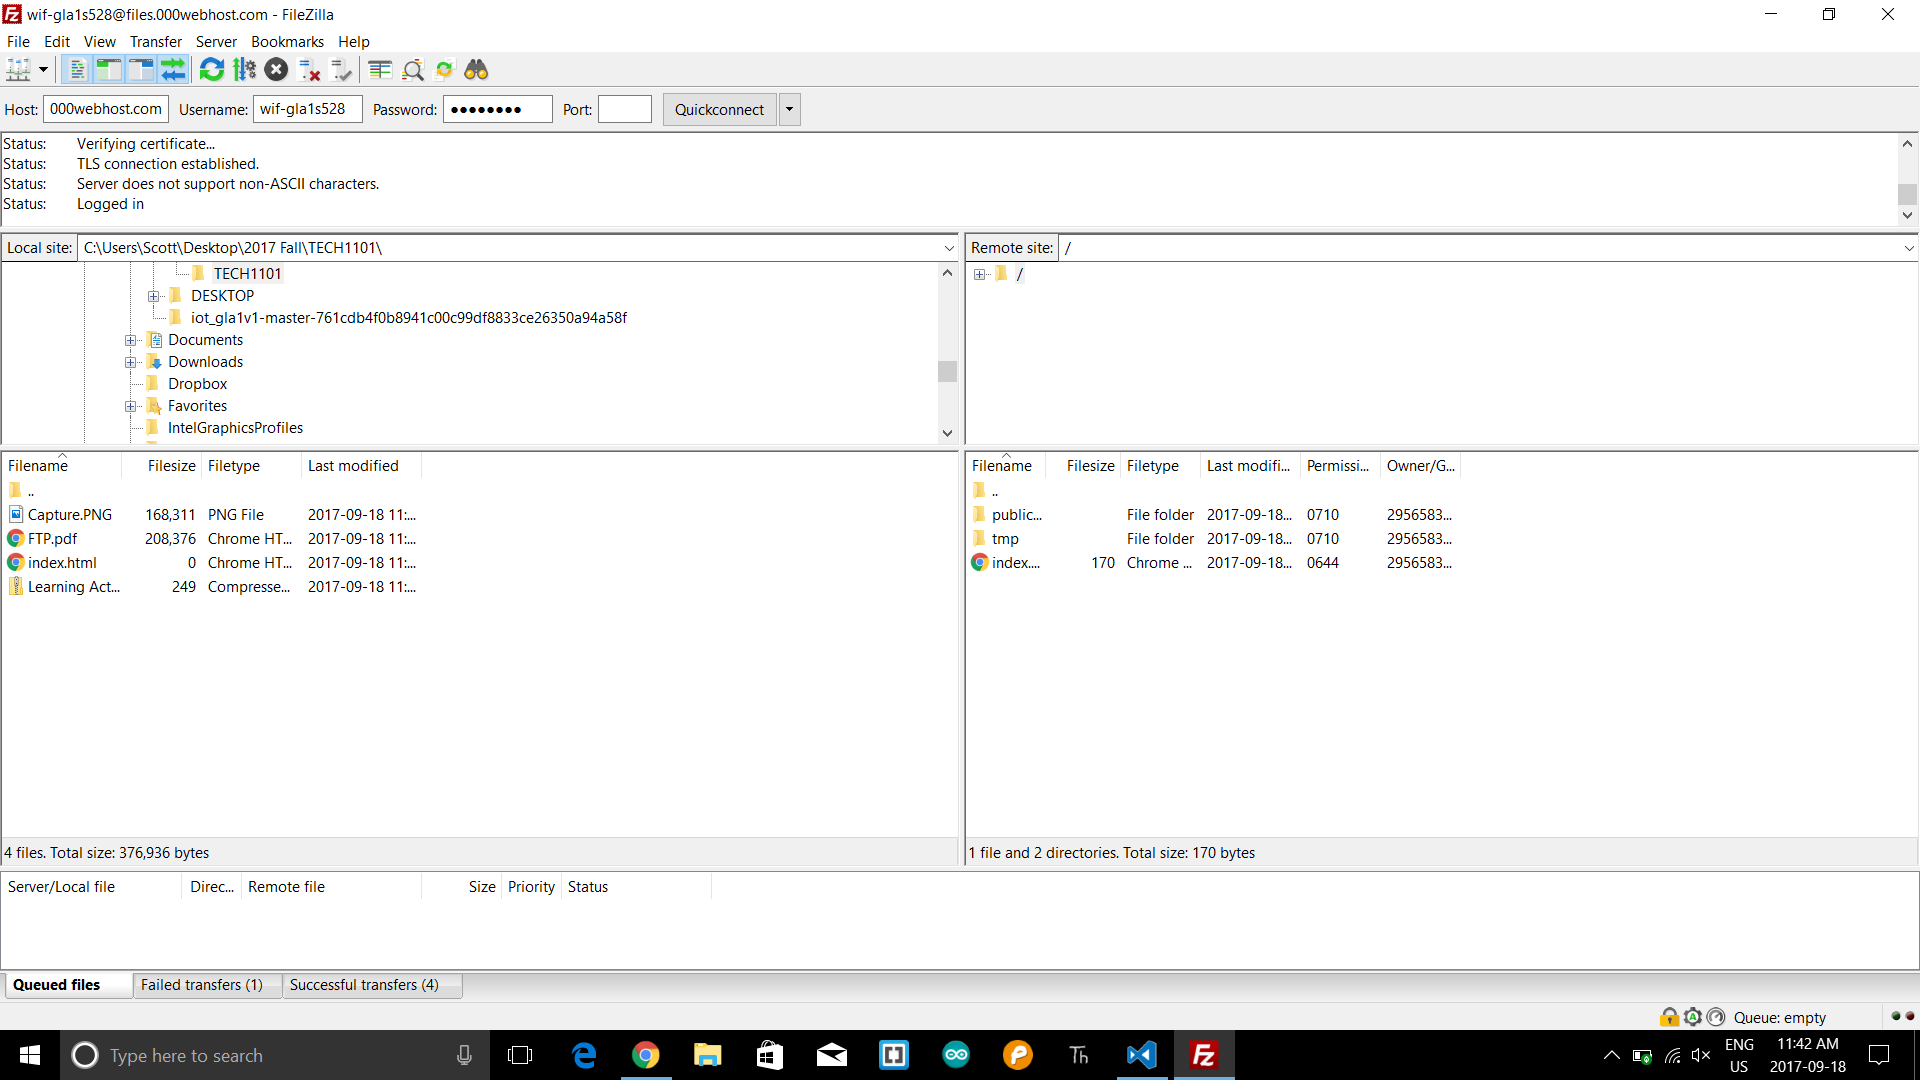 wif-gla1s528@files.000webhost.com - FileZilla
File Edit View Transfer Server Bookmarks Help
Host: 000webhost.com Username: wif-gla1s528 Password: ●●●●●●●● Port: Quickconnect
Status: Verifying certificate...
Status: TLS connection established.
Status: Server does not support non-ASCII characters.
Status: Logged in
Local site: C:\Users\Scott\Desktop\2017 Fall\TECH1101\
TECH1101
DESKTOP
iot_gla1v1-master-761cdb4f0b8941c00c99df8833ce26350a94a58f
Documents
Downloads
Dropbox
Favorites
IntelGraphicsProfiles
Remote site: /
/
Filename Filesize Filetype Last modified
..
Capture.PNG 168,311 PNG File 2017-09-18 11:...
FTP.pdf 208,376 Chrome HT... 2017-09-18 11:...
index.html 0 Chrome HT... 2017-09-18 11:...
Learning Act... 249 Compresse... 2017-09-18 11:...
4 files. Total size: 376,936 bytes
Filename Filesize Filetype Last modifi... Permissi... Owner/G...
..
public... File folder 2017-09-18... 0710 2956583...
tmp File folder 2017-09-18... 0710 2956583...
index.... 170 Chrome ... 2017-09-18... 0644 2956583...
1 file and 2 directories. Total size: 170 bytes
Server/Local file Direc... Remote file Size Priority Status
Queued files Failed transfers (1) Successful transfers (4)
Queue: empty
Type here to search
Th
ENG
US
11:42 AM
2017-09-18